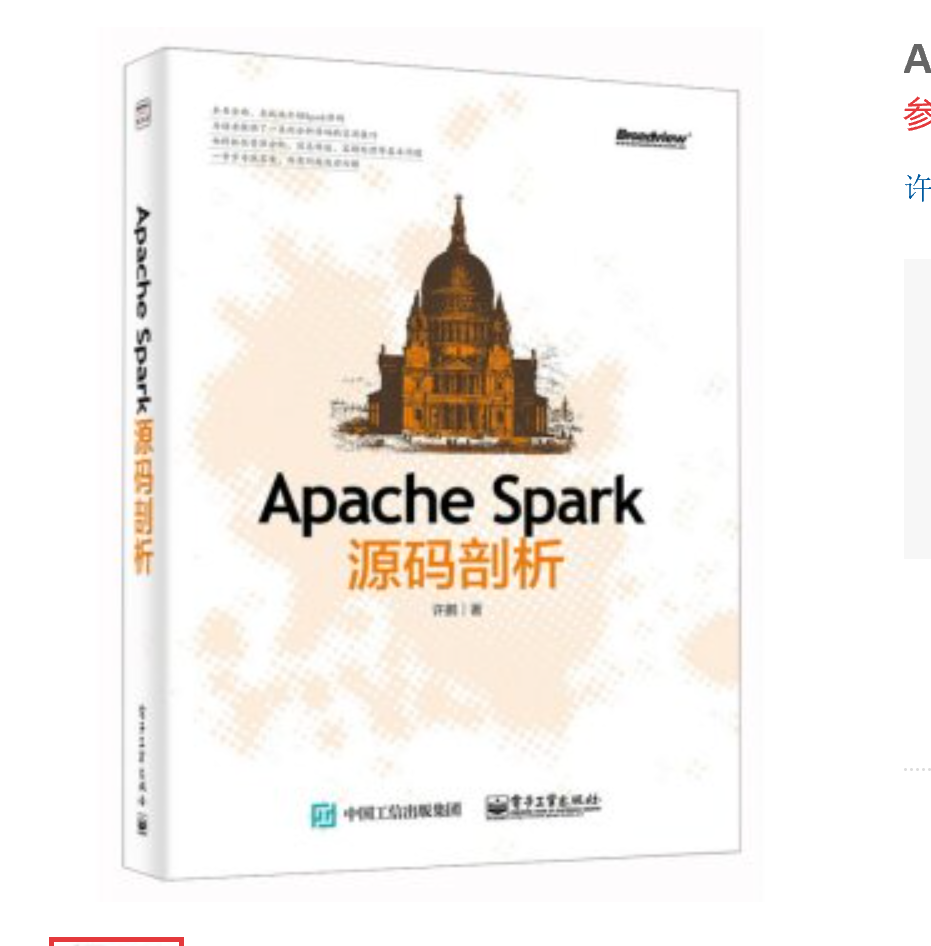 Broadview
Apache Spark
源码剖析
许鹏 著
中国工信出版集团
电子工业出版社
Apache Spark 源码剖析
A
参
许